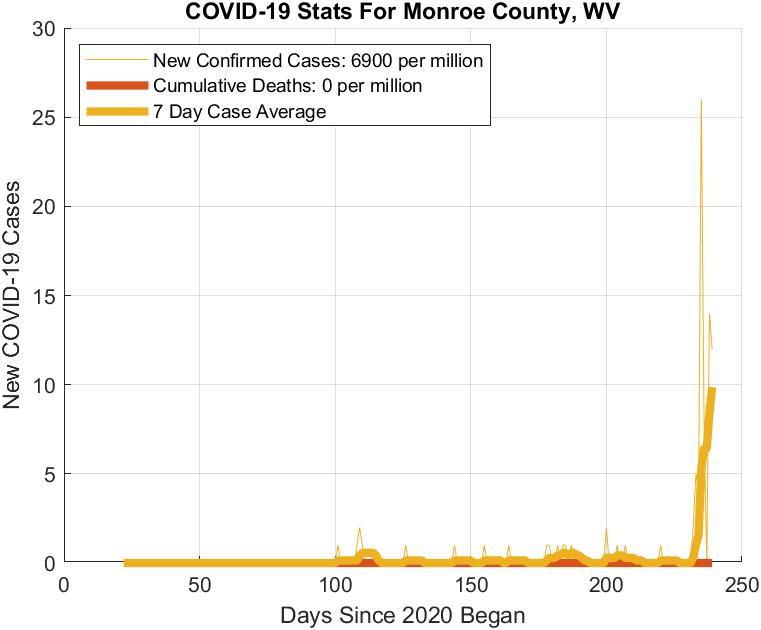 COVID-19 Stats For Monroe County, WV
New Confirmed Cases: 6900 per million
Cumulative Deaths: 0 per million
7 Day Case Average
New COVID-19 Cases
30
25
20
15
10
5
0
0 50 100 150 200 250
Days Since 2020 Began